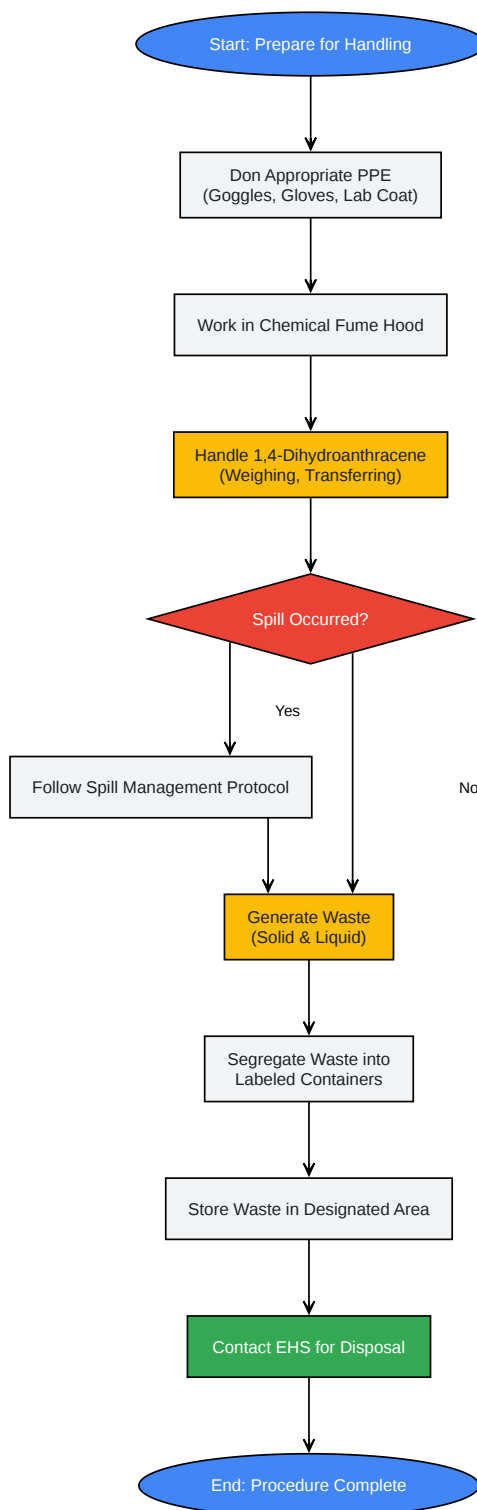 Start: Prepare for Handling
Don Appropriate PPE
(Goggles, Gloves, Lab Coat)
Work in Chemical Fume Hood
Handle 1,4-Dihydroanthracene
(Weighing, Transferring)
Spill Occurred?
Yes
Follow Spill Management Protocol
No
Generate Waste
(Solid & Liquid)
Segregate Waste into
Labeled Containers
Store Waste in Designated Area
Contact EHS for Disposal
End: Procedure Complete